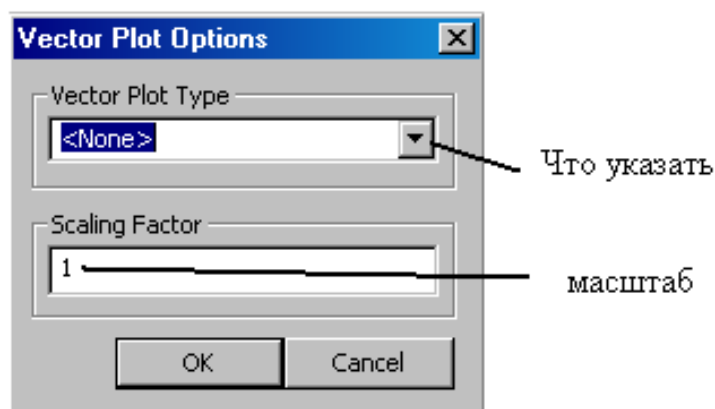 Vector Plot Options
Vector Plot Type
<None>
Что указать
Scaling Factor
1
масштаб
OK
Cancel